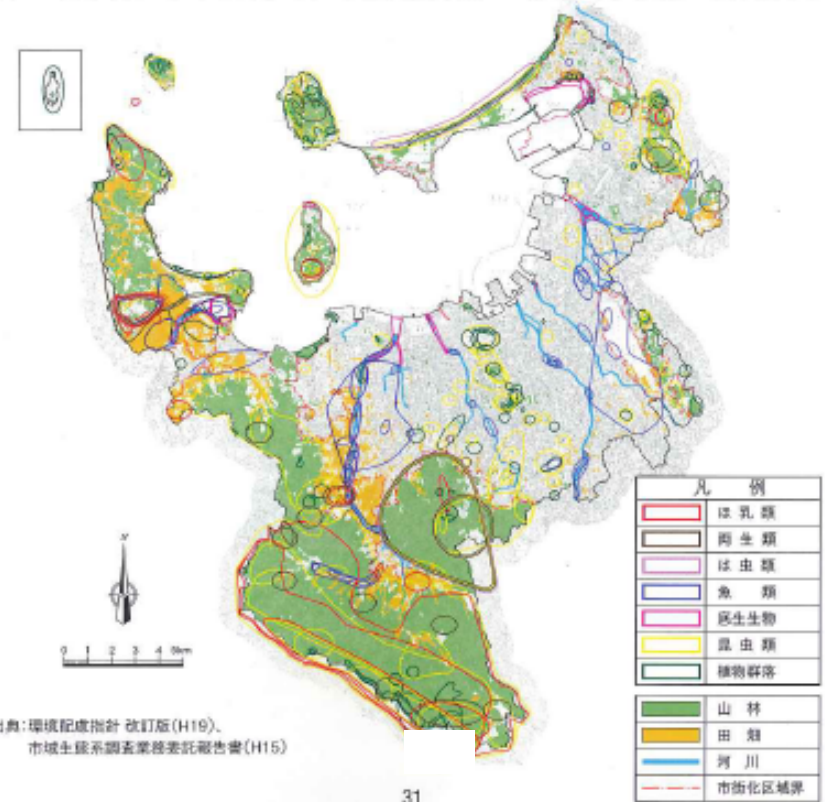 凡 例
ほ 乳 類
両 生 類
は 虫 類
魚 類
底生生物
昆 虫 類
植物群落
山 林
田 畑
河 川
市街化区域界
0 1 2 3 4 5km
出典:環境配慮指針 改訂版(H19)、
市域生態系調査業務委託報告書(H15)
31